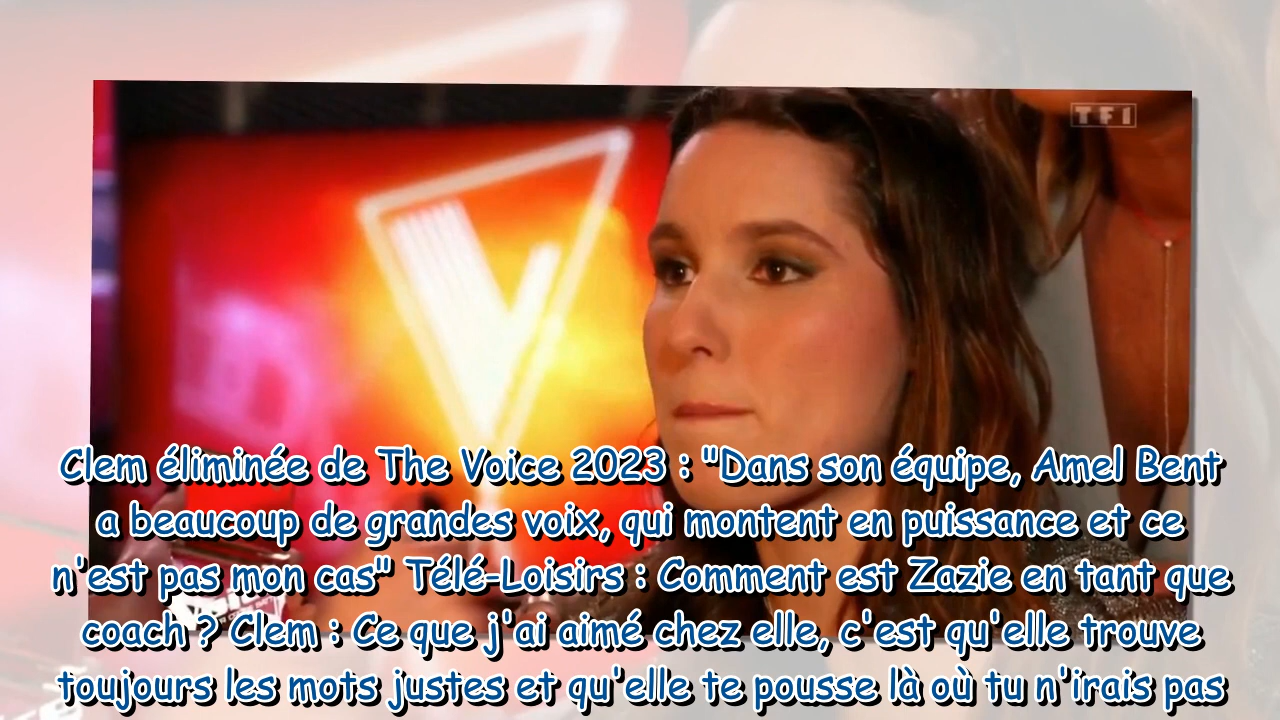 TF1
Clem éliminée de The Voice 2023 : "Dans son équipe, Amel Bent
a beaucoup de grandes voix, qui montent en puissance et ce
n'est pas mon cas" Télé-Loisirs : Comment est Zazie en tant que
coach ? Clem : Ce que j'ai aimé chez elle, c'est qu'elle trouve
toujours les mots justes et qu'elle te pousse là où tu n'irais pas